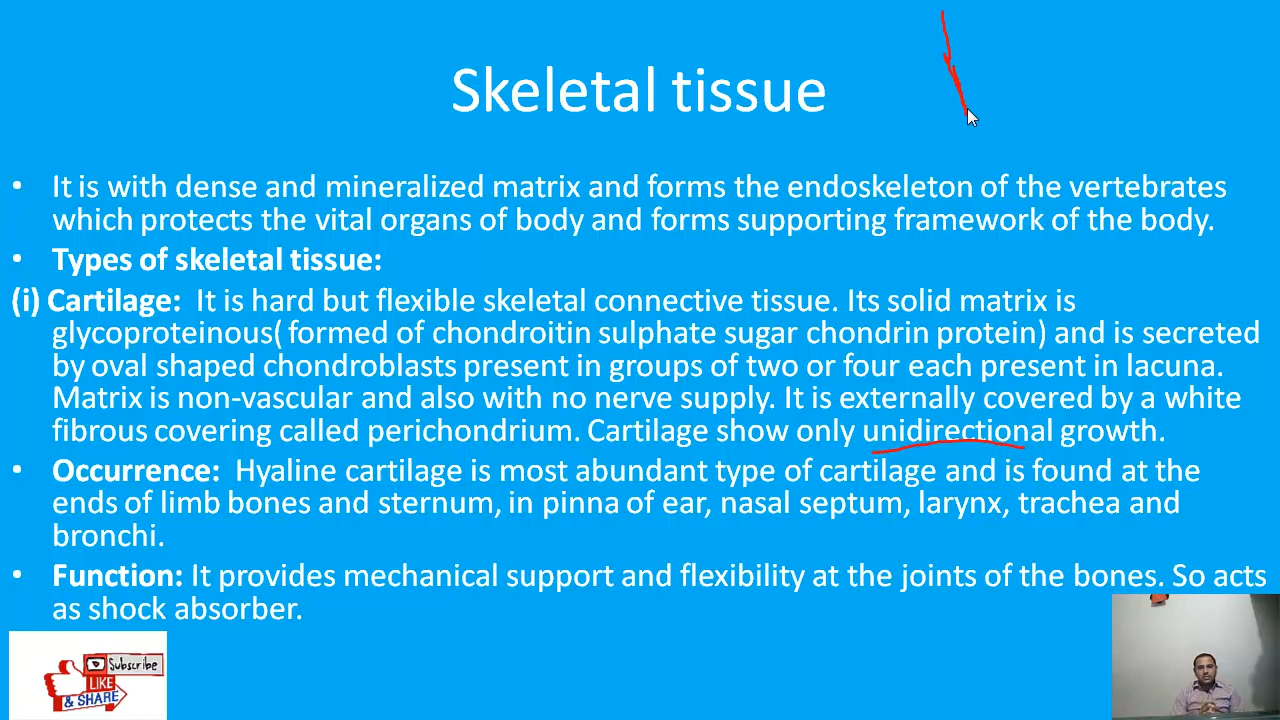 Skeletal tissue
• It is with dense and mineralized matrix and forms the endoskeleton of the vertebrates
which protects the vital organs of body and forms supporting framework of the body.
• Types of skeletal tissue:
(i) Cartilage: It is hard but flexible skeletal connective tissue. Its solid matrix is
glycoproteinous( formed of chondroitin sulphate sugar chondrin protein) and is secreted
by oval shaped chondroblasts present in groups of two or four each present in lacuna.
Matrix is non-vascular and also with no nerve supply. It is externally covered by a white
fibrous covering called perichondrium. Cartilage show only unidirectional growth.
• Occurrence: Hyaline cartilage is most abundant type of cartilage and is found at the
ends of limb bones and sternum, in pinna of ear, nasal septum, larynx, trachea and
bronchi.
• Function: It provides mechanical support and flexibility at the joints of the bones. So acts
as shock absorber.
Subscribe
LIKE
& SHARE